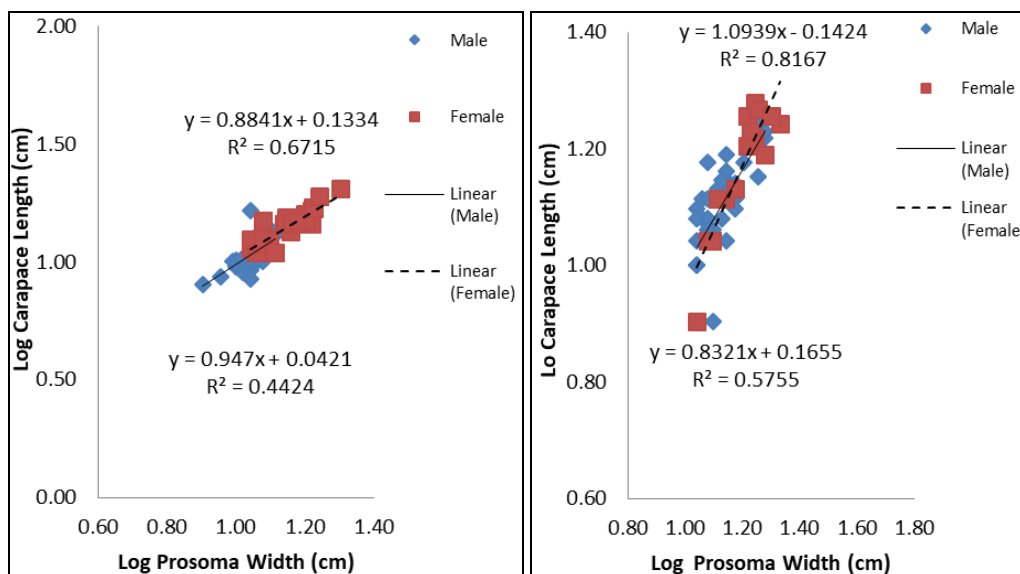 2.00
1.50
1.00
0.50
0.00
0.60
0.80
1.00
1.20
1.40
Log Carapace Length (cm)
Log Prosoma Width (cm)
y = 0.8841x + 0.1334
R² = 0.6715
y = 0.947x + 0.0421
R² = 0.4424
Male
Female
Linear
(Male)
Linear
(Female)
1.40
1.20
1.00
0.80
0.60
0.80
1.00
1.20
1.40
1.60
1.80
Lo Carapace Length (cm)
Log Prosoma Width (cm)
y = 1.0939x - 0.1424
R² = 0.8167
y = 0.8321x + 0.1655
R² = 0.5755
Male
Female
Linear
(Male)
Linear
(Female)